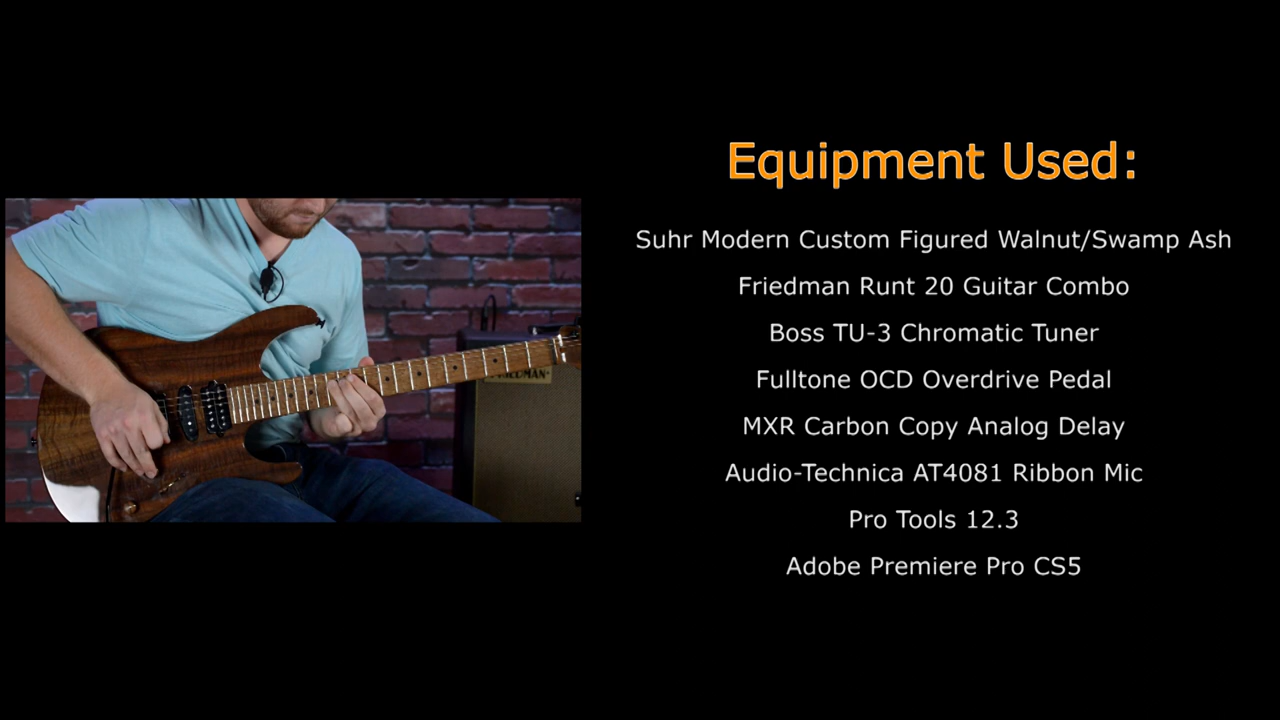 Equipment Used:
Suhr Modern Custom Figured Walnut/Swamp Ash
Friedman Runt 20 Guitar Combo
Boss TU-3 Chromatic Tuner
Fulltone OCD Overdrive Pedal
MXR Carbon Copy Analog Delay
Audio-Technica AT4081 Ribbon Mic
Pro Tools 12.3
Adobe Premiere Pro CS5
FRIEDMAN